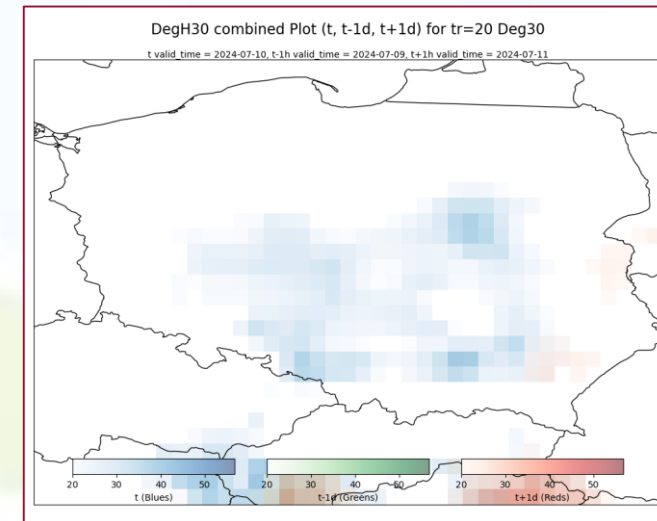 DegH30 combined Plot (t, t-1d, t+1d) for tr=20 Deg30
t valid_time = 2024-07-10, t-1h valid_time = 2024-07-09, t+1h valid_time = 2024-07-11
20 30 40 50 20 30 40 50 20 30 40 50
t (Blues) t-1d (Greens) t+1d (Reds)